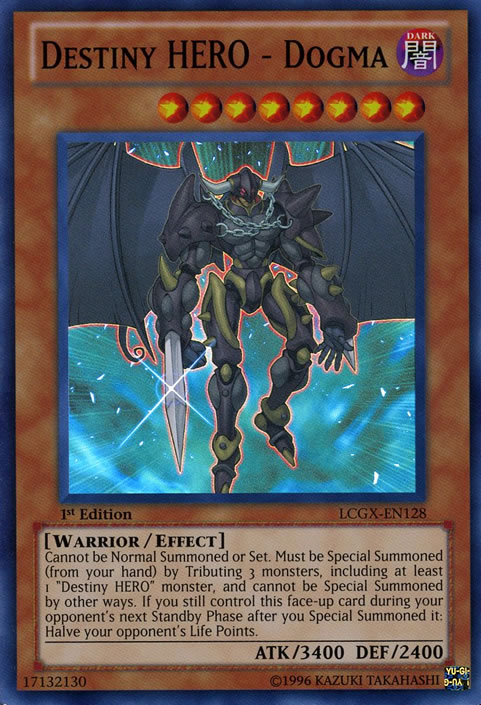 DESTINY HERO - DOGMA
DARK
闇
1st Edition
LCGX-EN128
[WARRIOR / EFFECT]
Cannot be Normal Summoned or Set. Must be Special Summoned
(from your hand) by Tributing 3 monsters, including at least
1 "Destiny HERO" monster, and cannot be Special Summoned
by other ways. If you still control this face-up card during your
opponent's next Standby Phase after you Special Summoned it:
Halve your opponent's Life Points.
ATK/3400 DEF/2400
17132130
©1996 KAZUKI TAKAHASHI
YU-GI-